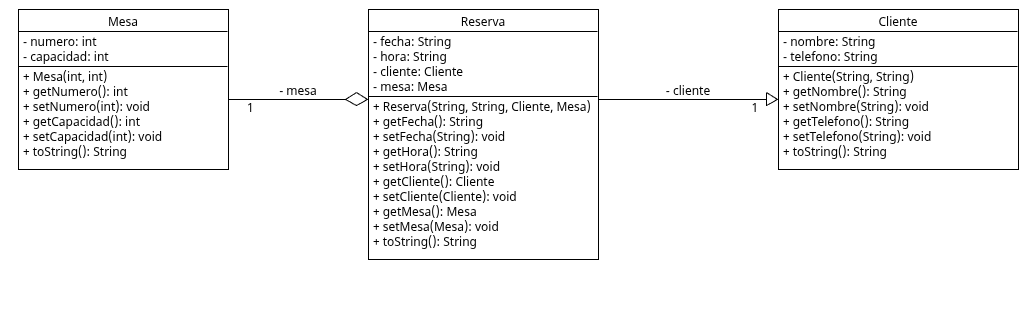 Mesa
- numero: int
- capacidad: int
+ Mesa(int, int)
+ getNumero(): int
+ setNumero(int): void
+ getCapacidad(): int
+ setCapacidad(int): void
+ toString(): String
- mesa
1
Reserva
- fecha: String
- hora: String
- cliente: Cliente
- mesa: Mesa
+ Reserva(String, String, Cliente, Mesa)
+ getFecha(): String
+ setFecha(String): void
+ getHora(): String
+ setHora(String): void
+ getCliente(): Cliente
+ setCliente(Cliente): void
+ getMesa(): Mesa
+ setMesa(Mesa): void
+ toString(): String
- cliente
1
Cliente
- nombre: String
- telefono: String
+ Cliente(String, String)
+ getNombre(): String
+ setNombre(String): void
+ getTelefono(): String
+ setTelefono(String): void
+ toString(): String